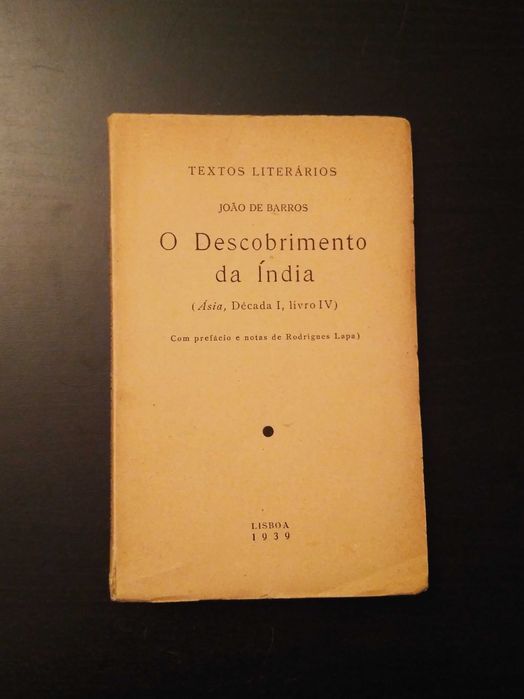 TEXTOS LITERÁRIOS
JOÃO DE BARROS
O Descobrimento
da Índia
(Ásia, Década I, livro IV)
Com prefácio e notas de Rodrigues Lapa)
LISBOA
1939